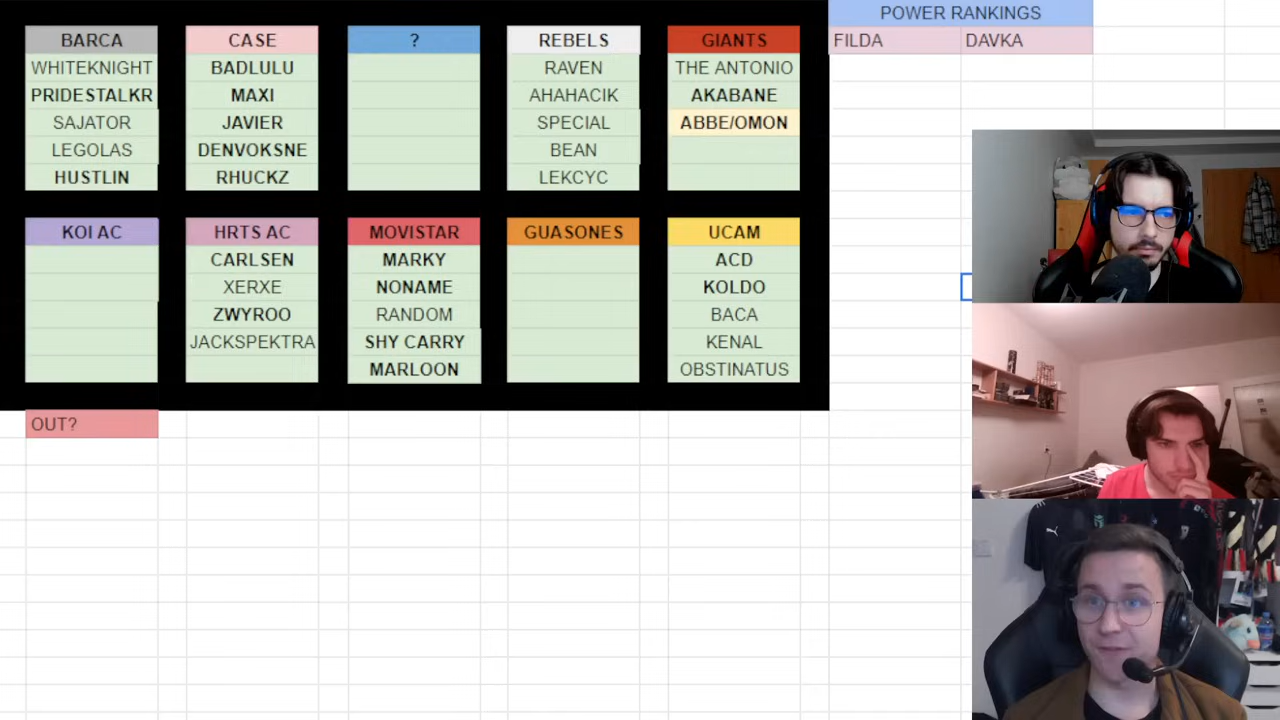 POWER RANKINGS
BARCA CASE ? REBELS GIANTS FILDA DAVKA
WHITEKNIGHT BADLULU RAVEN THE ANTONIO
PRIDESTALKR MAXI AHAHACIK AKABANE
SAJATOR JAVIER SPECIAL ABBE/OMON
LEGOLAS DENVOKSNE BEAN
HUSTLIN RHUCKZ LEKCYC
KOI AC HRTS AC MOVISTAR GUASONES UCAM
CARLSEN MARKY ACD
XERXE NONAME KOLDO
ZWYROO RANDOM BACA
JACKSPEKTRA SHY CARRY KENAL
MARLOON OBSTINATUS
OUT?